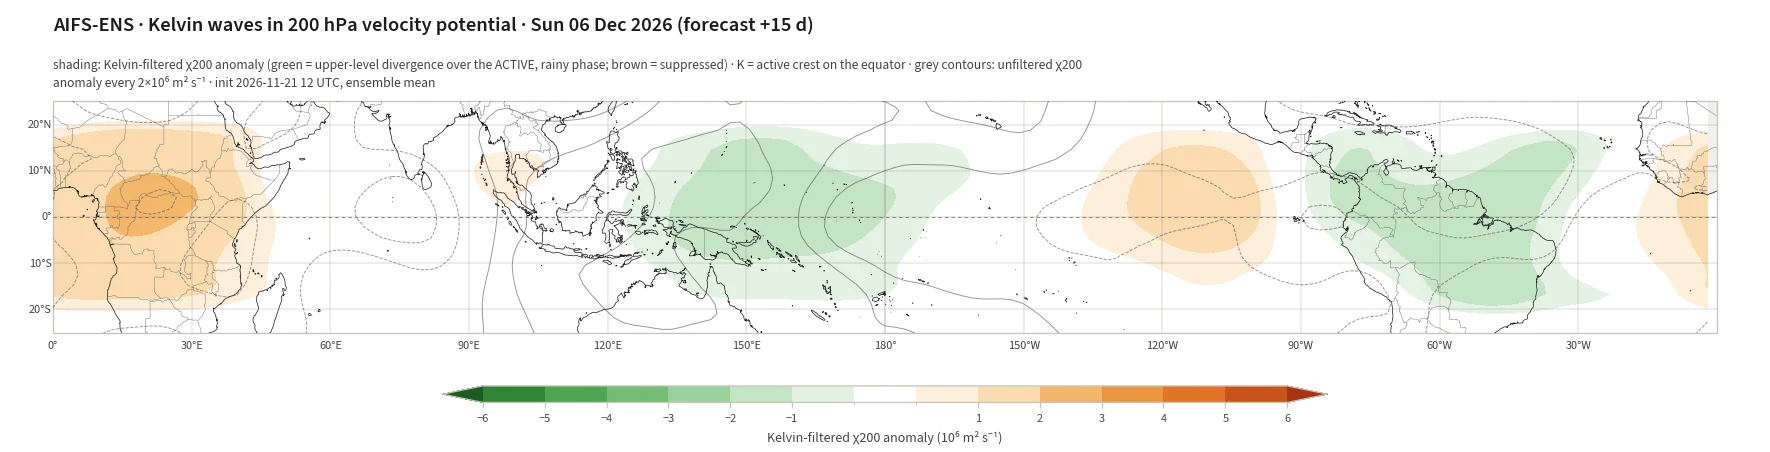 AIFS-ENS · Kelvin waves in 200 hPa velocity potential · Sun 06 Dec 2026 (forecast +15 d)
shading: Kelvin-filtered χ200 anomaly (green = upper-level divergence over the ACTIVE, rainy phase; brown = suppressed) · K = active crest on the equator · grey contours: unfiltered χ200
anomaly every 2×10⁶ m² s⁻¹ · init 2026-11-21 12 UTC, ensemble mean
20°N
10°N
0°
10°S
20°S
0° 30°E 60°E 90°E 120°E 150°E 180° 150°W 120°W 90°W 60°W 30°W
−6 −5 −4 −3 −2 −1 1 2 3 4 5 6
Kelvin-filtered χ200 anomaly (10⁶ m² s⁻¹)